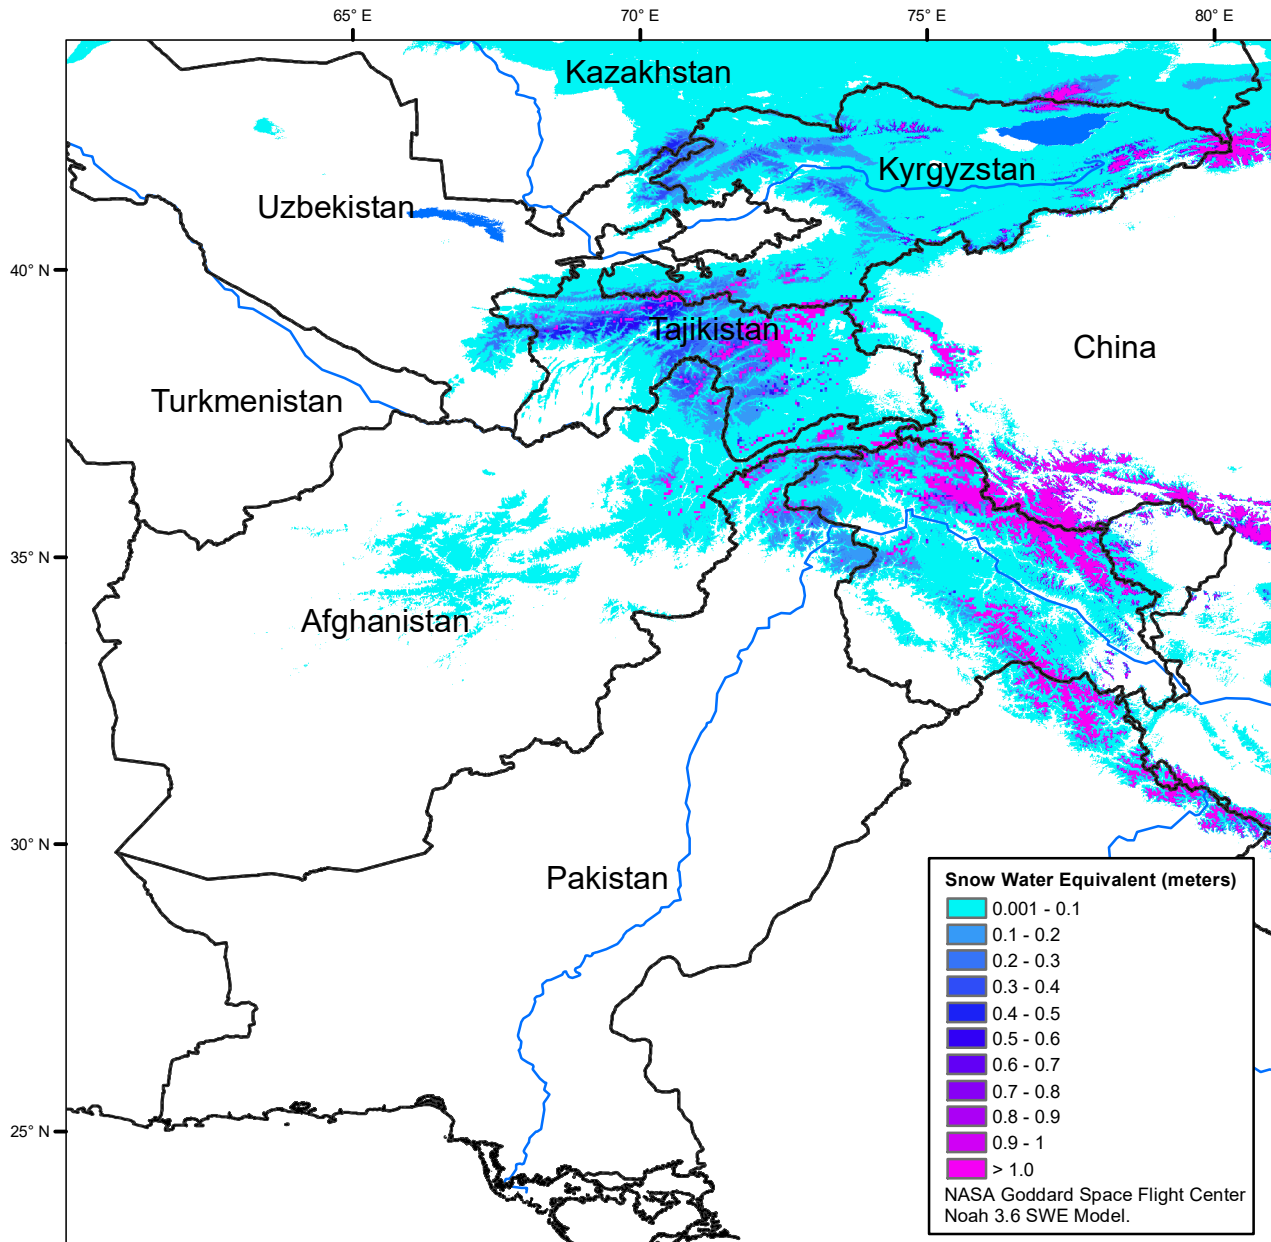 65° E
70° E
75° E
80° E
Kazakhstan
Kyrgyzstan
Uzbekistan
40° N
Tajikistan
China
Turkmenistan
35° N
Afghanistan
30° N
Pakistan
25° N
Snow Water Equivalent (meters)
0.001 - 0.1
0.1 - 0.2
0.2 - 0.3
0.3 - 0.4
0.4 - 0.5
0.5 - 0.6
0.6 - 0.7
0.7 - 0.8
0.8 - 0.9
0.9 - 1
> 1.0
NASA Goddard Space Flight Center
Noah 3.6 SWE Model.